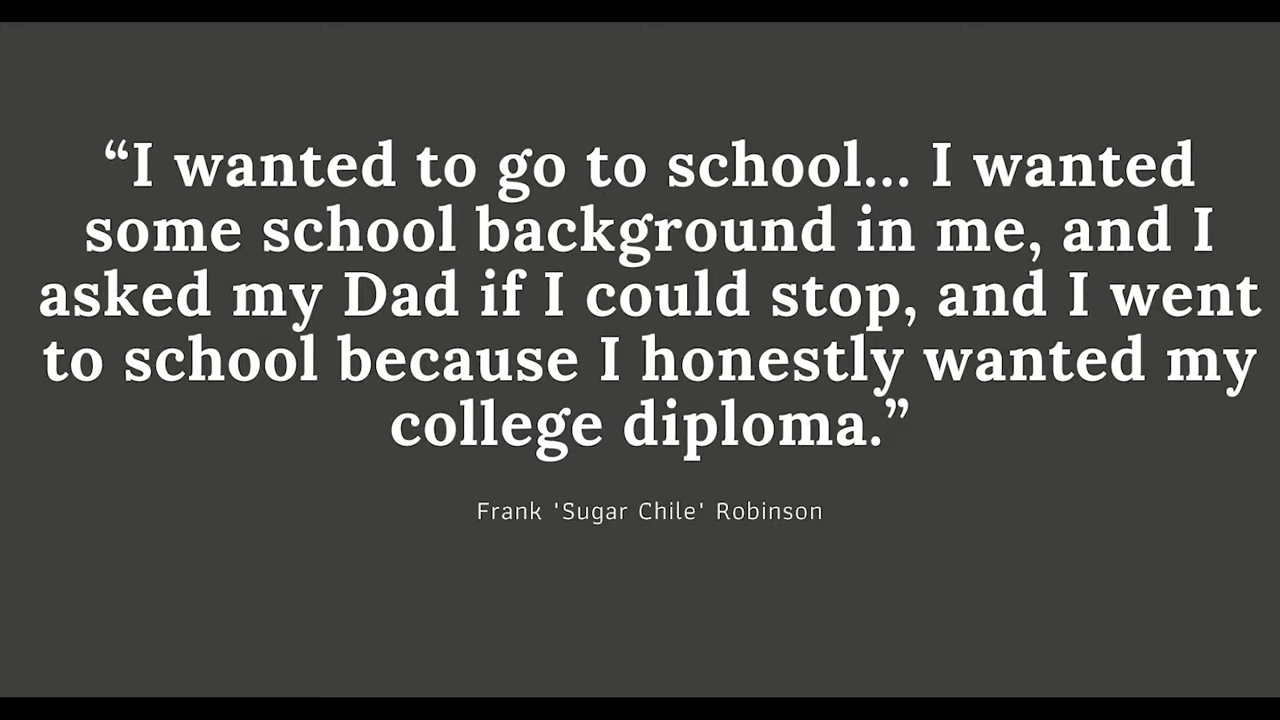 “I wanted to go to school... I wanted
some school background in me, and I
asked my Dad if I could stop, and I went
to school because I honestly wanted my
college diploma.”
Frank 'Sugar Chile' Robinson